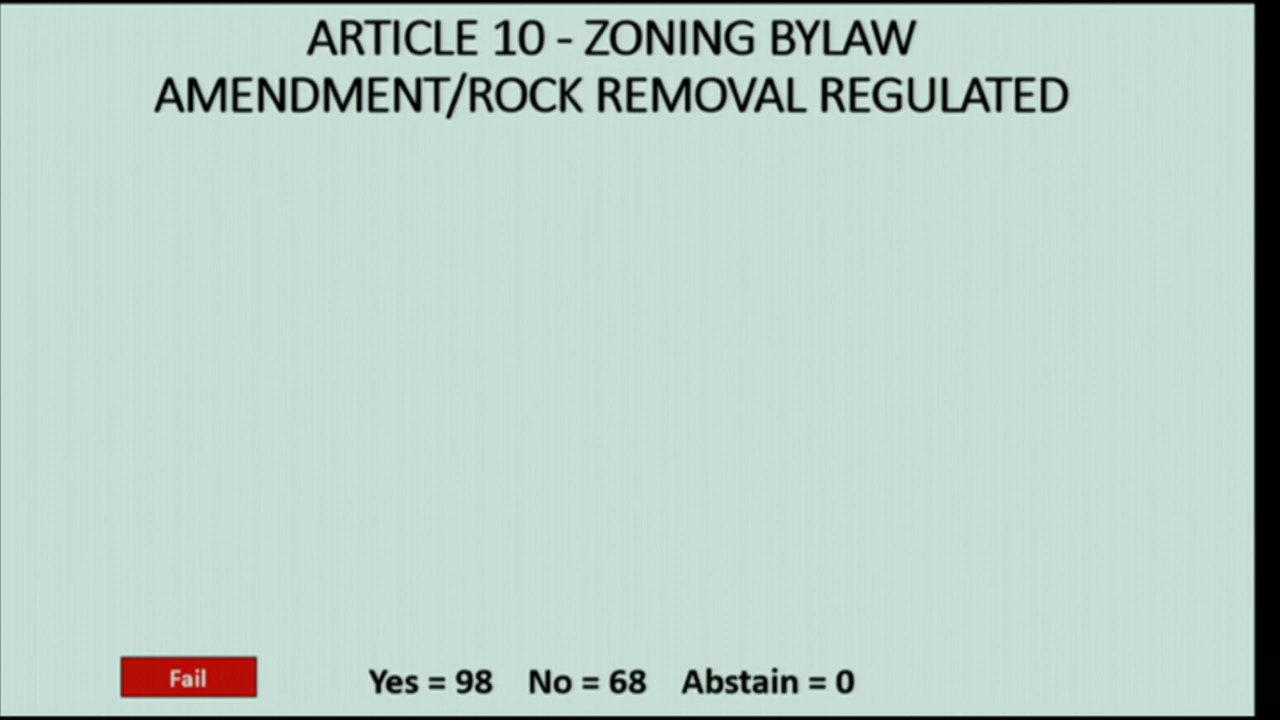 ARTICLE 10 - ZONING BYLAW
AMENDMENT/ROCK REMOVAL REGULATED
Fail
Yes = 98 No = 68 Abstain = 0